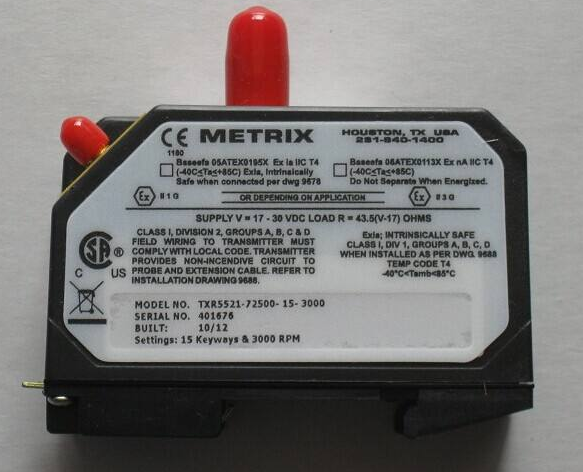 CE METRIX
1180
HOUSTON, TX USA
281-940-1400
Baseefa 05ATEX0195X Ex ia IIC T4
(-40C≤Ta≤+85C) Exia, Intrinsically
Safe when connected per dwg 9678
Baseefa 06ATEX0113X Ex nA IIC T4
(-40C≤Ta≤+85C)
Do Not Separate When Energized.
Ex II 1 G
OR DEPENDING ON APPLICATION
Ex II 3 G
SUPPLY V = 17 - 30 VDC LOAD R = 43.5(V-17) OHMS
CLASS I, DIVISION 2, GROUPS A, B, C & D
FIELD WIRING TO TRANSMITTER MUST
COMPLY WITH LOCAL CODE. TRANSMITTER
PROVIDES NON-INCENDIVE CIRCUIT TO
PROBE AND EXTENSION CABLE. REFER TO
INSTALLATION DRAWING 9688.
SA
C US
Exia; INTRINSICALLY SAFE
CLASS I, DIV 1, GROUPS A, B, C, D
WHEN INSTALLED AS PER DWG. 9688
TEMP CODE T4
-40°C<Tamb<85°C
MODEL NO. TXR5521-72500- 15- 3000
SERIAL NO. 401676
BUILT: 10/12
Settings: 15 Keyways & 3000 RPM